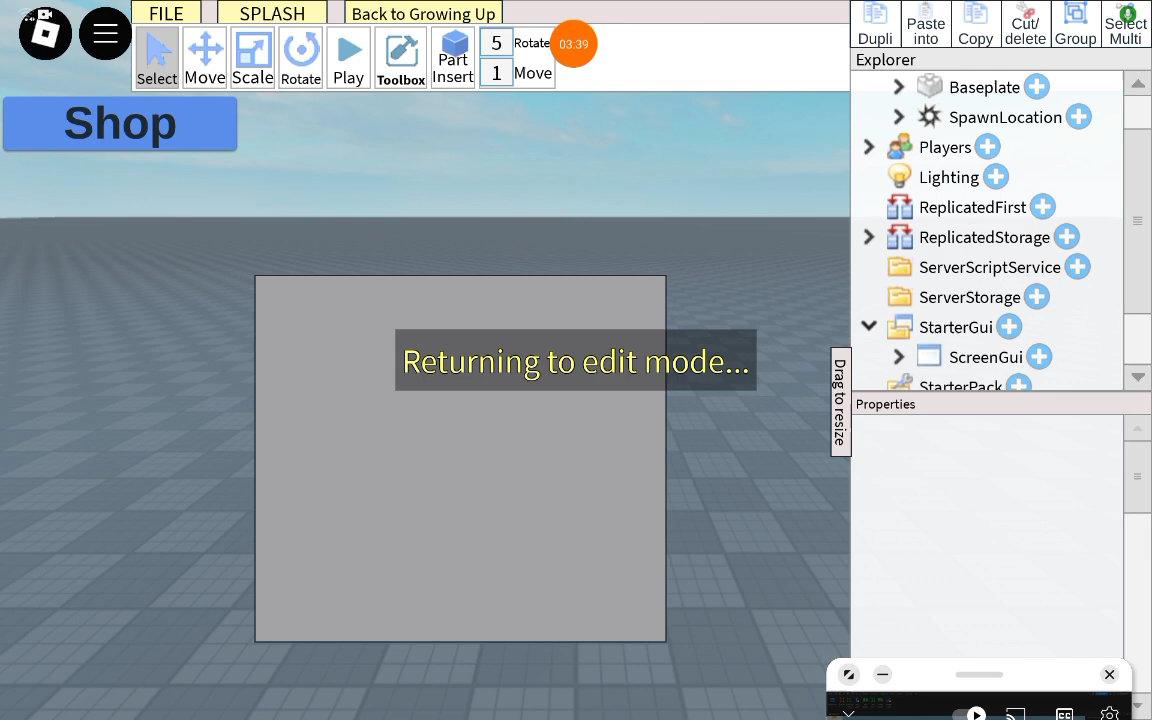 FILE
SPLASH
Back to Growing Up
Select
Move
Scale
Rotate
Play
Toolbox
Part
Insert
5 Rotate
1 Move
03:39
Dupli
Paste
into
Copy
Cut/
delete
Group
Select
Multi
Shop
Explorer
Baseplate
SpawnLocation
Players
Lighting
ReplicatedFirst
ReplicatedStorage
ServerScriptService
ServerStorage
StarterGui
ScreenGui
StarterPack
Returning to edit mode...
Drag to resize
Properties